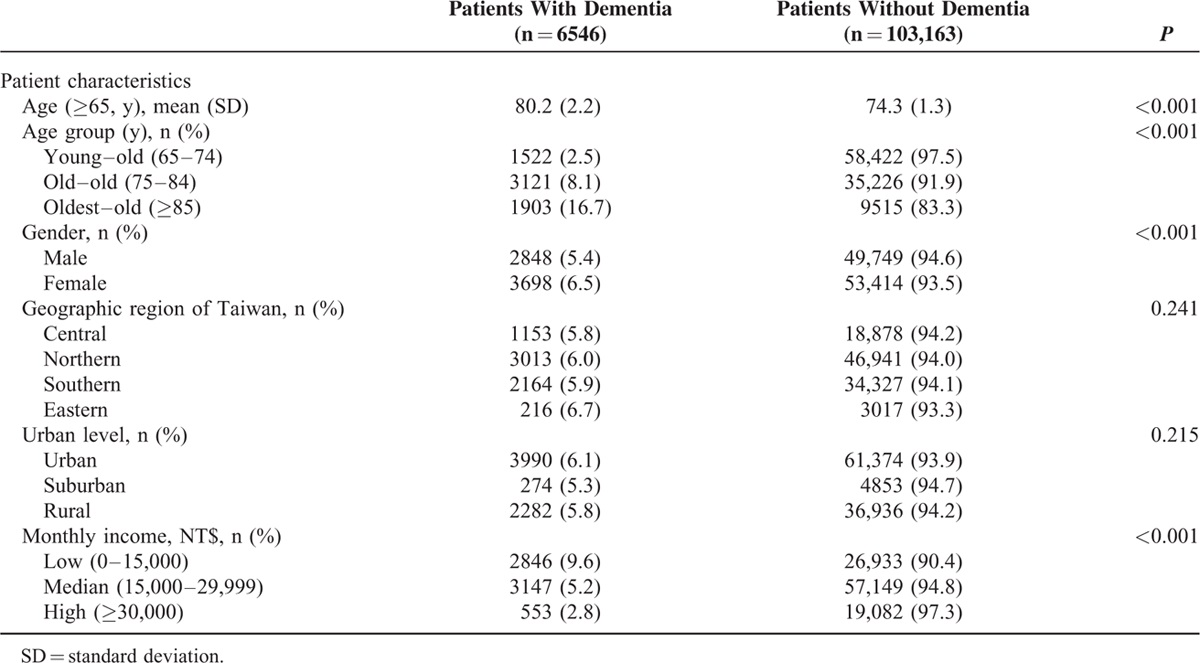 Patients With Dementia (n = 6546) Patients Without Dementia (n = 103,163) P
Patient characteristics
Age (≥65, y), mean (SD) 80.2 (2.2) 74.3 (1.3) <0.001
Age group (y), n (%) <0.001
Young–old (65–74) 1522 (2.5) 58,422 (97.5)
Old–old (75–84) 3121 (8.1) 35,226 (91.9)
Oldest–old (≥85) 1903 (16.7) 9515 (83.3)
Gender, n (%) <0.001
Male 2848 (5.4) 49,749 (94.6)
Female 3698 (6.5) 53,414 (93.5)
Geographic region of Taiwan, n (%) 0.241
Central 1153 (5.8) 18,878 (94.2)
Northern 3013 (6.0) 46,941 (94.0)
Southern 2164 (5.9) 34,327 (94.1)
Eastern 216 (6.7) 3017 (93.3)
Urban level, n (%) 0.215
Urban 3990 (6.1) 61,374 (93.9)
Suburban 274 (5.3) 4853 (94.7)
Rural 2282 (5.8) 36,936 (94.2)
Monthly income, NT$, n (%) <0.001
Low (0–15,000) 2846 (9.6) 26,933 (90.4)
Median (15,000–29,999) 3147 (5.2) 57,149 (94.8)
High (≥30,000) 553 (2.8) 19,082 (97.3)
SD = standard deviation.